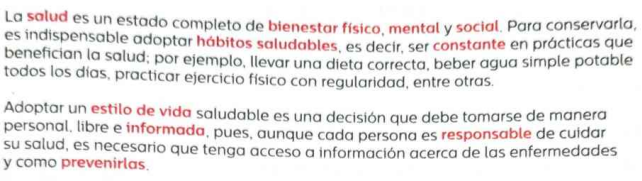 La salud es un estado completo de bienestar físico, mental y social. Para conservarla,
es indispensable adoptar hábitos saludables, es decir, ser constante en prácticas que
benefician la salud; por ejemplo, llevar una dieta correcta, beber agua simple potable
todos los días, practicar ejercicio físico con regularidad, entre otras.
Adoptar un estilo de vida saludable es una decisión que debe tomarse de manera
personal, libre e informada, pues, aunque cada persona es responsable de cuidar
su salud, es necesario que tenga acceso a información acerca de las enfermedades
y como prevenirlas.